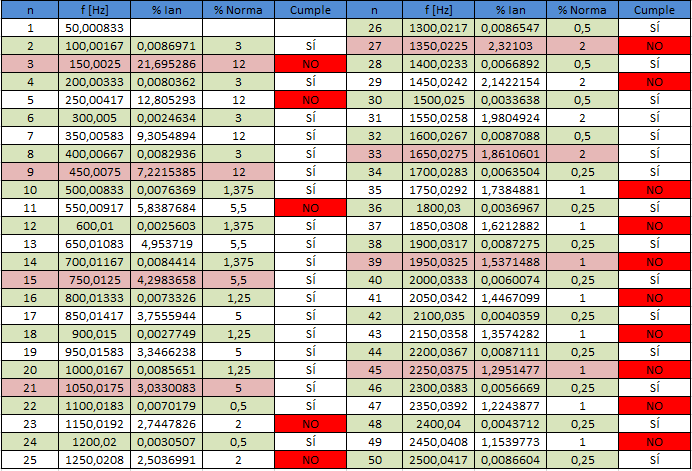 n f [Hz] % Ian % Norma Cumple n f [Hz] % Ian % Norma Cumple
1 50,000833 26 1300,0217 0,0086547 0,5 SÍ
2 100,00167 0,0086971 3 SÍ 27 1350,0225 2,32103 2 NO
3 150,0025 21,695286 12 NO 28 1400,0233 0,0066892 0,5 SÍ
4 200,00333 0,0080362 3 SÍ 29 1450,0242 2,1422154 2 NO
5 250,00417 12,805293 12 NO 30 1500,025 0,0033638 0,5 SÍ
6 300,005 0,0024634 3 SÍ 31 1550,0258 1,9804924 2 SÍ
7 350,00583 9,3054894 12 SÍ 32 1600,0267 0,0087088 0,5 SÍ
8 400,00667 0,0082936 3 SÍ 33 1650,0275 1,8610601 2 SÍ
9 450,0075 7,2215385 12 SÍ 34 1700,0283 0,0063504 0,25 SÍ
10 500,00833 0,0076369 1,375 SÍ 35 1750,0292 1,7384881 1 NO
11 550,00917 5,8387684 5,5 NO 36 1800,03 0,0036967 0,25 SÍ
12 600,01 0,0025603 1,375 SÍ 37 1850,0308 1,6212882 1 NO
13 650,01083 4,953719 5,5 SÍ 38 1900,0317 0,0087275 0,25 SÍ
14 700,01167 0,0084414 1,375 SÍ 39 1950,0325 1,5371488 1 NO
15 750,0125 4,2983658 5,5 SÍ 40 2000,0333 0,0060074 0,25 SÍ
16 800,01333 0,0073326 1,25 SÍ 41 2050,0342 1,4467099 1 NO
17 850,01417 3,7555944 5 SÍ 42 2100,035 0,0040359 0,25 SÍ
18 900,015 0,0027749 1,25 SÍ 43 2150,0358 1,3574282 1 NO
19 950,01583 3,3466238 5 SÍ 44 2200,0367 0,0087111 0,25 SÍ
20 1000,0167 0,0085651 1,25 SÍ 45 2250,0375 1,2951477 1 NO
21 1050,0175 3,0330083 5 SÍ 46 2300,0383 0,0056669 0,25 SÍ
22 1100,0183 0,0070179 0,5 SÍ 47 2350,0392 1,2243877 1 NO
23 1150,0192 2,7447826 2 NO 48 2400,04 0,0043712 0,25 SÍ
24 1200,02 0,0030507 0,5 SÍ 49 2450,0408 1,1539773 1 NO
25 1250,0208 2,5036991 2 NO 50 2500,0417 0,0086604 0,25 SÍ